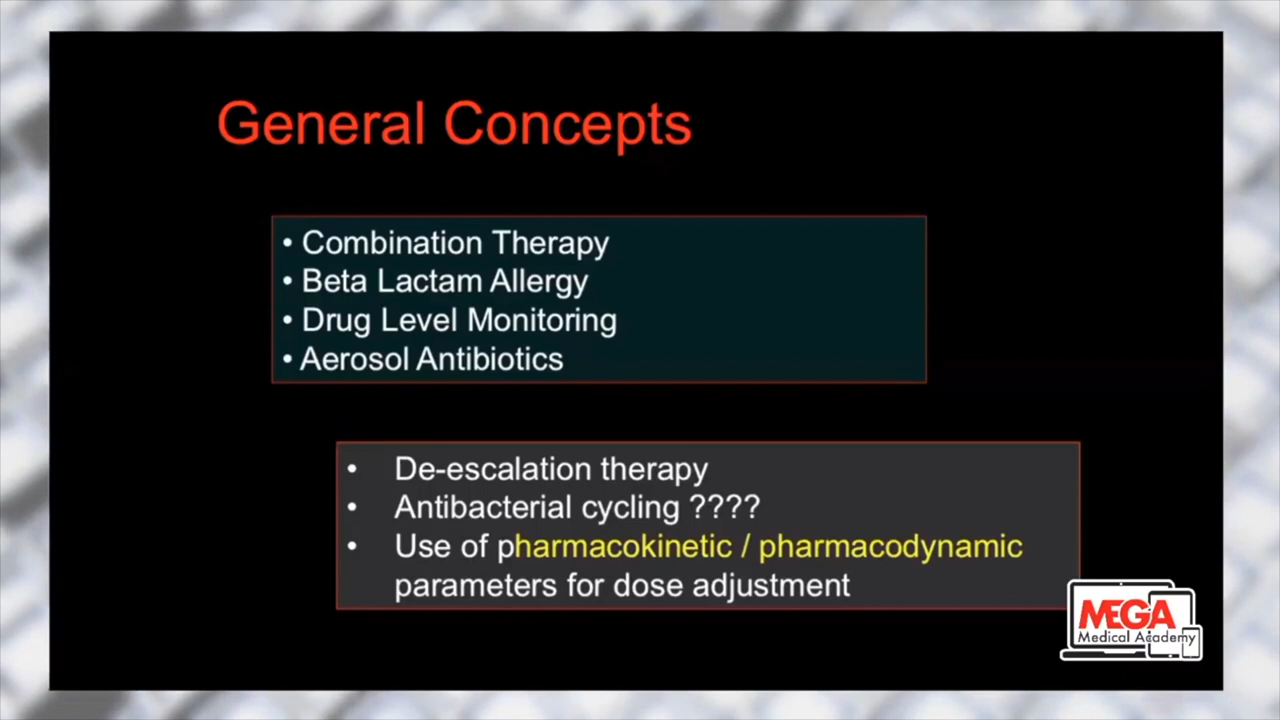 General Concepts
• Combination Therapy
• Beta Lactam Allergy
• Drug Level Monitoring
• Aerosol Antibiotics
• De-escalation therapy
• Antibacterial cycling ????
• Use of pharmacokinetic / pharmacodynamic
parameters for dose adjustment
MEGA
Medical Academy